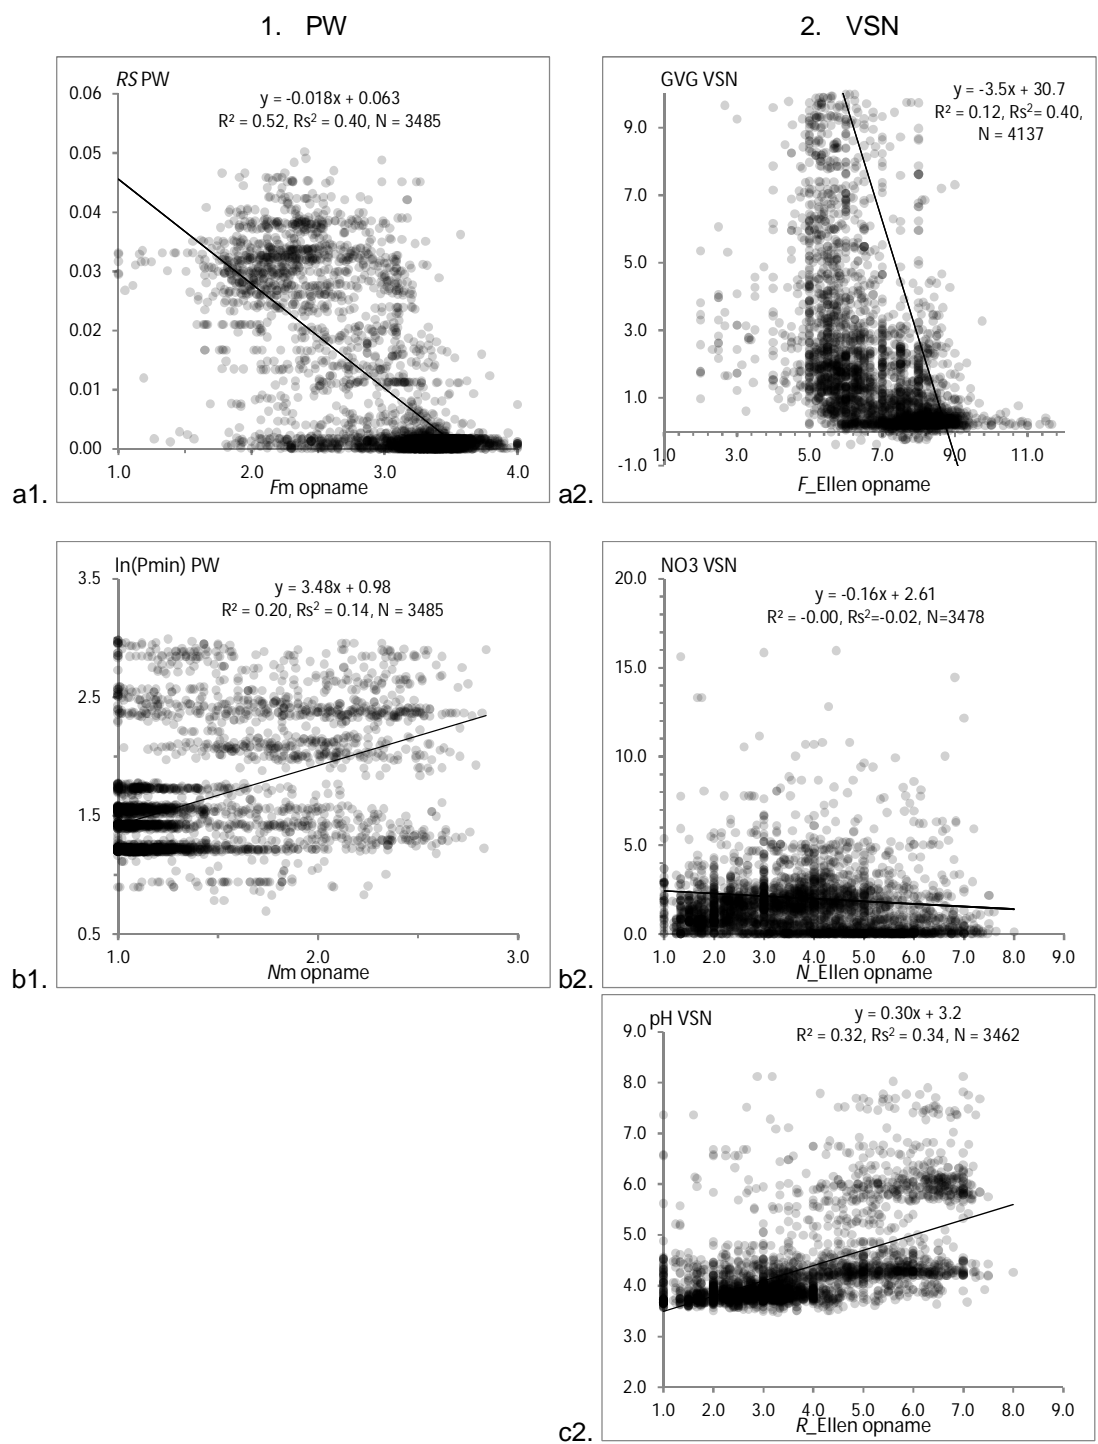 1. PW
2. VSN
RS PW
y = -0.018x + 0.063
R² = 0.52, Rs² = 0.40, N = 3485
0.06
0.05
0.04
0.03
0.02
0.01
0.00
1.0 2.0 3.0 4.0
Fm opname
a1.
GVG VSN
y = -3.5x + 30.7
R² = 0.12, Rs²= 0.40,
N = 4137
9.0
7.0
5.0
3.0
1.0
-1.0
1.0 3.0 5.0 7.0 9.0 11.0
F_Ellen opname
a2.
ln(Pmin) PW
y = 3.48x + 0.98
R² = 0.20, Rs² = 0.14, N = 3485
3.5
2.5
1.5
0.5
1.0 2.0 3.0
Nm opname
b1.
NO3 VSN
y = -0.16x + 2.61
R² = -0.00, Rs²=-0.02, N=3478
20.0
15.0
10.0
5.0
0.0
1.0 2.0 3.0 4.0 5.0 6.0 7.0 8.0 9.0
N_Ellen opname
b2.
pH VSN
y = 0.30x + 3.2
R² = 0.32, Rs² = 0.34, N = 3462
9.0
8.0
7.0
6.0
5.0
4.0
3.0
2.0
1.0 2.0 3.0 4.0 5.0 6.0 7.0 8.0 9.0
R_Ellen opname
c2.